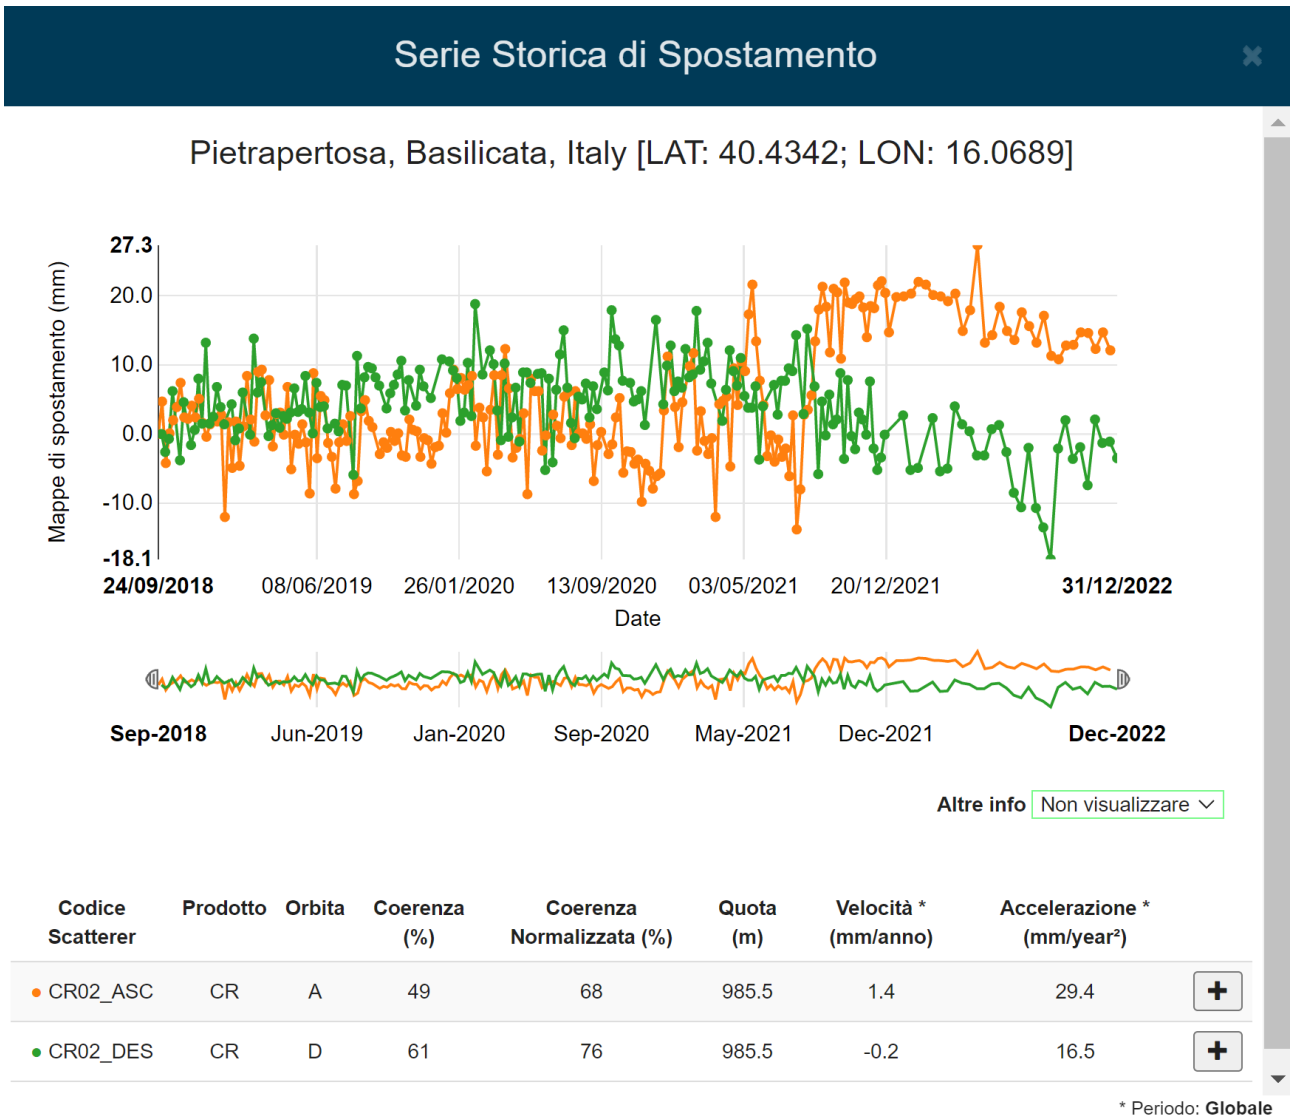 Serie Storica di Spostamento
Pietrapertosa, Basilicata, Italy [LAT: 40.4342; LON: 16.0689]
Mappe di spostamento (mm)
27.3
20.0
10.0
0.0
-10.0
-18.1
24/09/2018 08/06/2019 26/01/2020 13/09/2020 03/05/2021 20/12/2021 31/12/2022
Date
Sep-2018 Jun-2019 Jan-2020 Sep-2020 May-2021 Dec-2021 Dec-2022
Altre info Non visualizzare
Codice Scatterer Prodotto Orbita Coerenza (%) Coerenza Normalizzata (%) Quota (m) Velocità * (mm/anno) Accelerazione * (mm/year²)
CR02_ASC CR A 49 68 985.5 1.4 29.4
CR02_DES CR D 61 76 985.5 -0.2 16.5
* Periodo: Globale